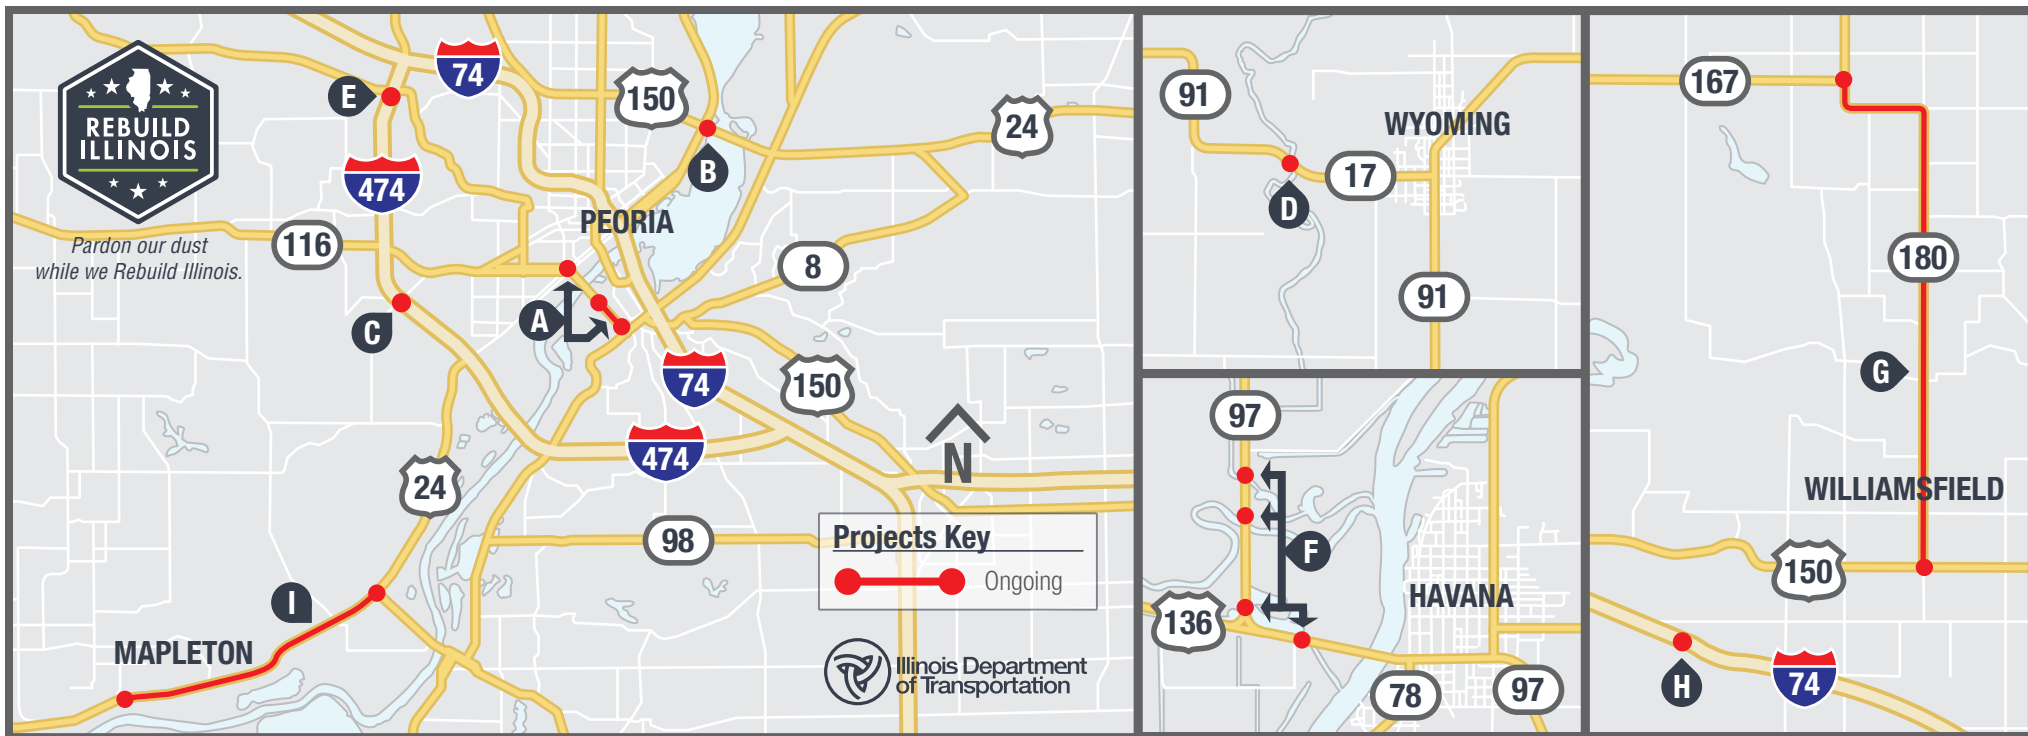 REBUILD
ILLINOIS
Pardon our dust
while we Rebuild Illinois.
E
74
150
24
B
474
PEORIA
116
8
C
A
74
150
474
24
N
98
Projects Key
Ongoing
I
MAPLETON
Illinois Department
of Transportation
91
WYOMING
17
D
91
97
F
136
HAVANA
78
97
167
180
G
WILLIAMSFIELD
150
H
74